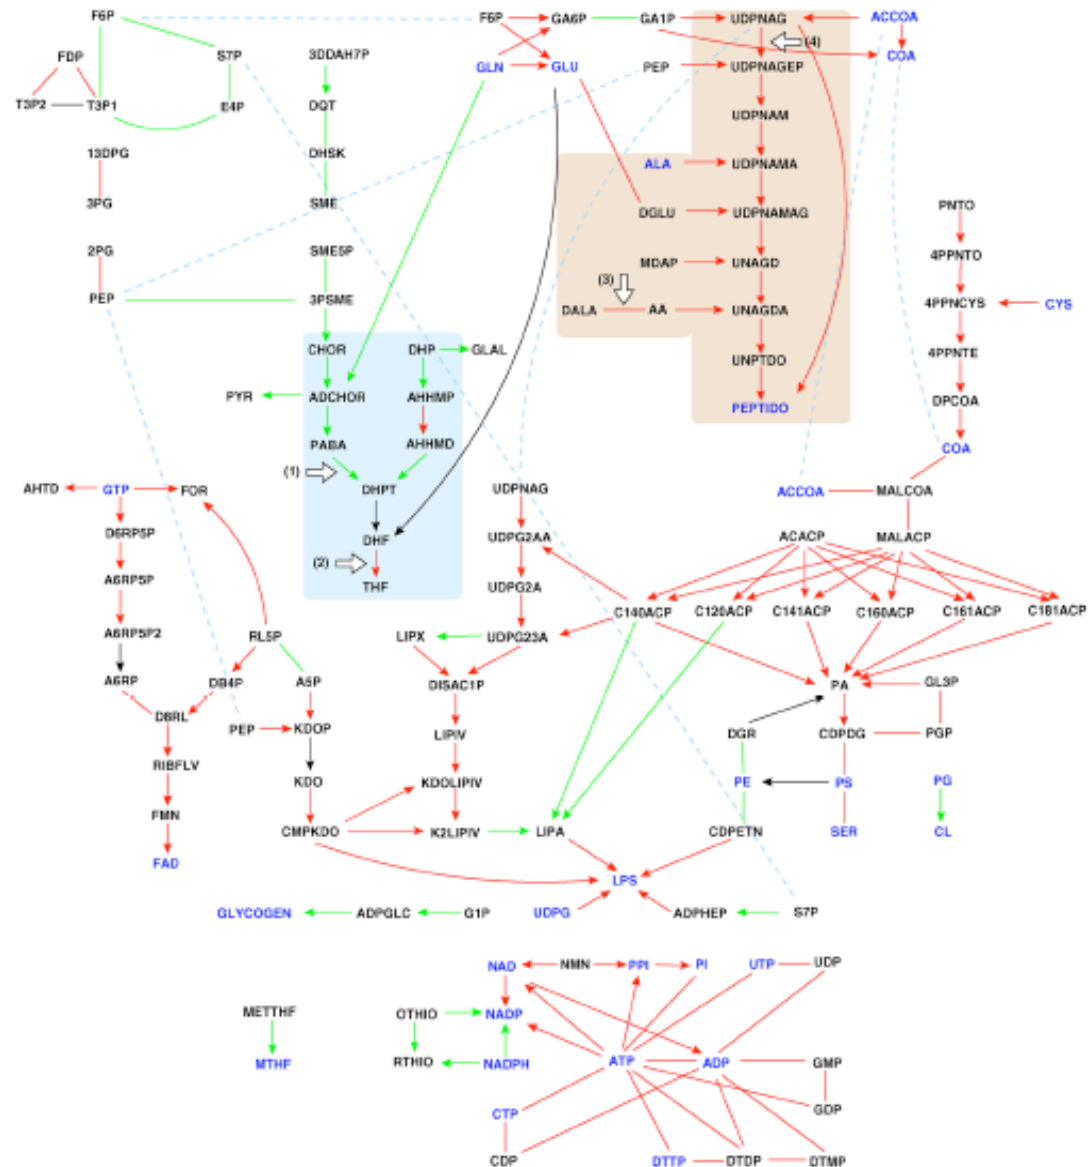 F6P F6P GA6P GA1P UDPNAG ACCOA
(4)
FDP S7P 3DDAH7P GLN GLU PEP UDPNAGEP COA
T3P2 T3P1 E4P DQT UDPNAM
13DPG DHSK ALA UDPNAMA
3PG SME DGLU UDPNAMAG PNTO
2PG SME5P MDAP UNAGD 4PPNTO
(3)
PEP 3PSME DALA AA UNAGDA 4PPNCYS CYS
CHOR DHP GLAL UNPTDO 4PPNTE
PYR ADCHOR AHHMP PEPTIDO DPCOA
PABA AHHMD COA
(1)
AHTD GTP FOR DHPT UDPNAG ACCOA MALCOA
D6RP5P DHF UDPG2AA ACACP MALACP
(2)
A6RP5P THF UDPG2A
C140ACP C120ACP C141ACP C160ACP C161ACP C181ACP
A6RP5P2 RL5P LIPX UDPG23A
A6RP DB4P A5P DISAC1P PA GL3P
D8RL PEP KDOP LIPIV DGR CDPDG PGP
RIBFLV KDO KDOLIPIV PE PS PG
FMN CMPKDO K2LIPIV LIPA CDPETN SER CL
FAD LPS
GLYCOGEN ADPGLC G1P UDPG ADPHEP S7P
NAD NMN PPI PI UTP UDP
METTHF OTHIO NADP
MTHF RTHIO NADPH ATP ADP GMP
CTP GDP
CDP DTTP DTDP DTMP